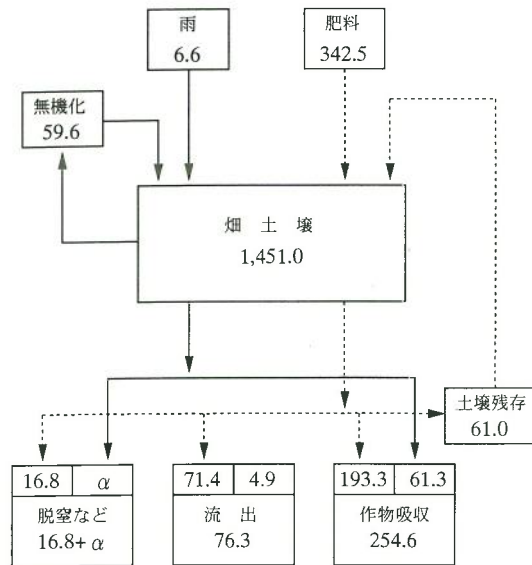 雨
6.6
肥料
342.5
無機化
59.6
畑 土 壌
1,451.0
土壌残存
61.0
16.8 α
脱窒など
16.8+α
71.4 4.9
流 出
76.3
193.3 61.3
作物吸収
254.6